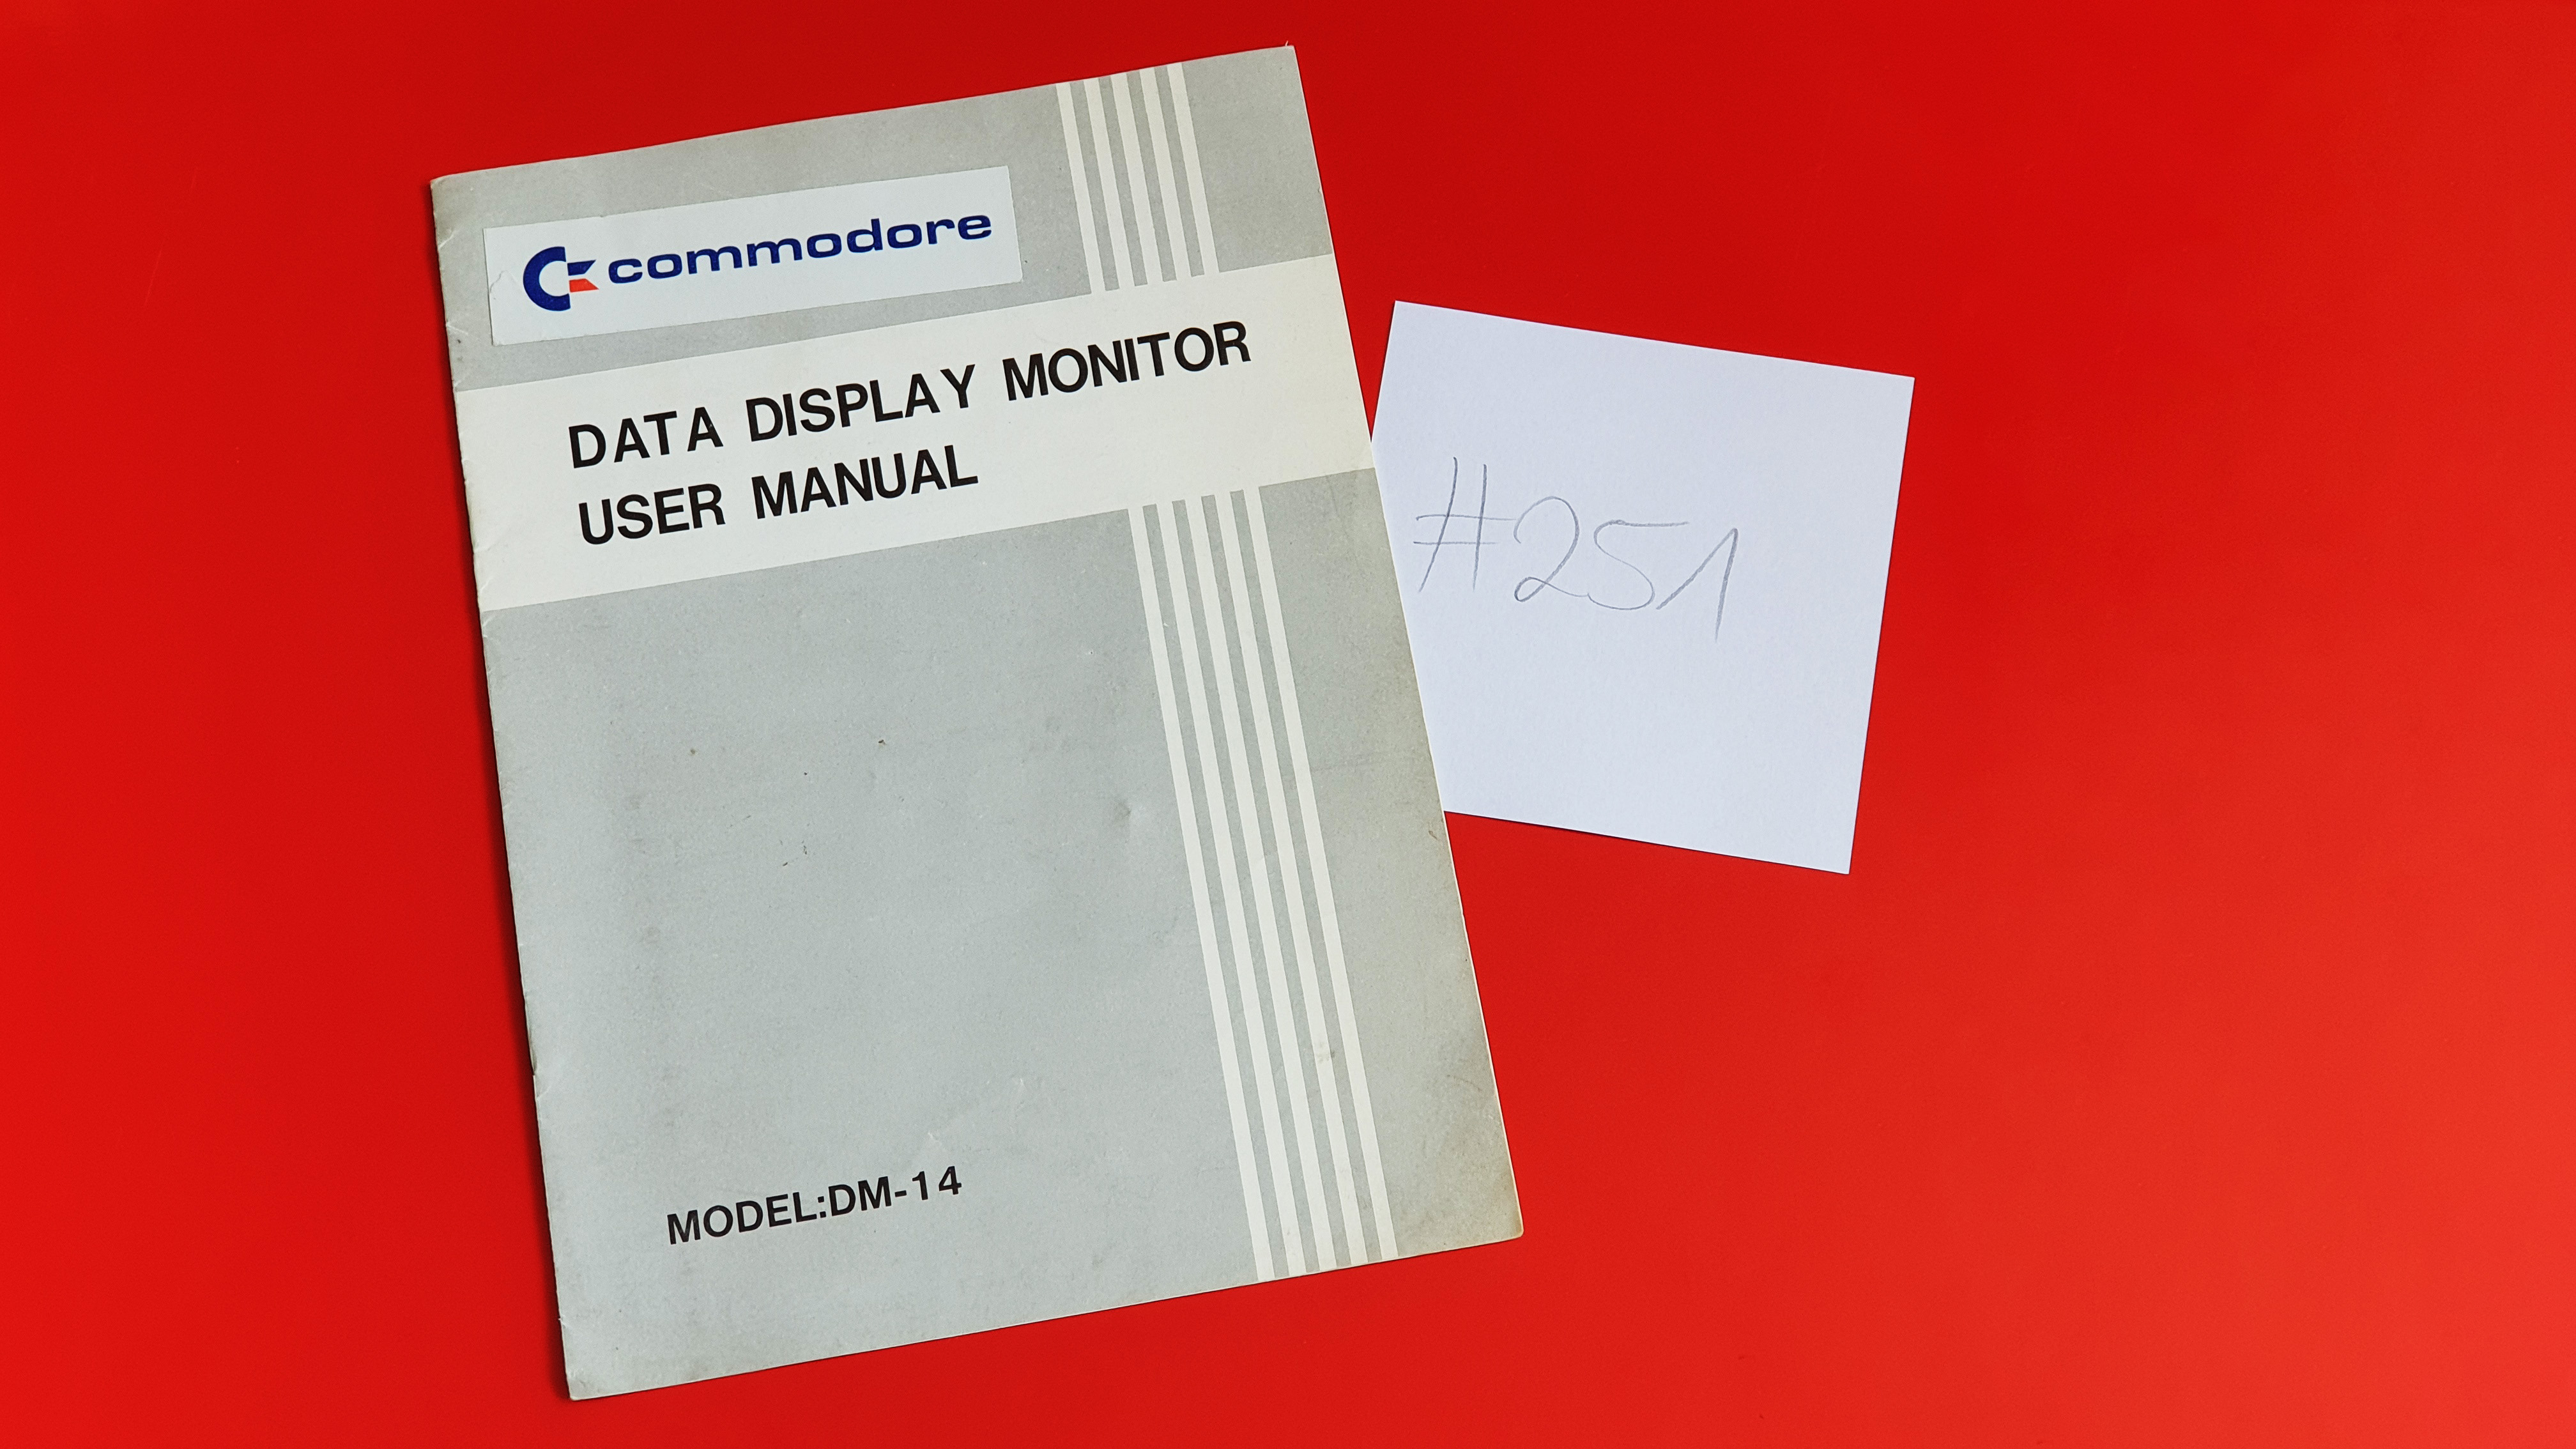 commodore
DATA DISPLAY MONITOR
USER MANUAL
MODEL:DM-14
#251